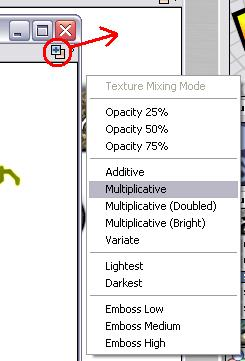 Texture Mixing Mode
Opacity 25%
Opacity 50%
Opacity 75%
Additive
Multiplicative
Multiplicative (Doubled)
Multiplicative (Bright)
Variate
Lightest
Darkest
Emboss Low
Emboss Medium
Emboss High